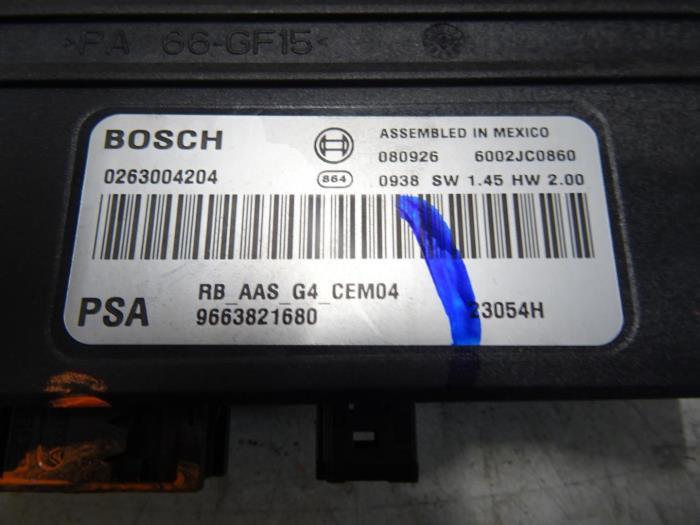 >PA 66-GF15<
BOSCH
ASSEMBLED IN MEXICO
080926 6002JC0860
0263004204
864
0938 SW 1.45 HW 2.00
RB_AAS_G4_CEM04
PSA
9663821680
23054H